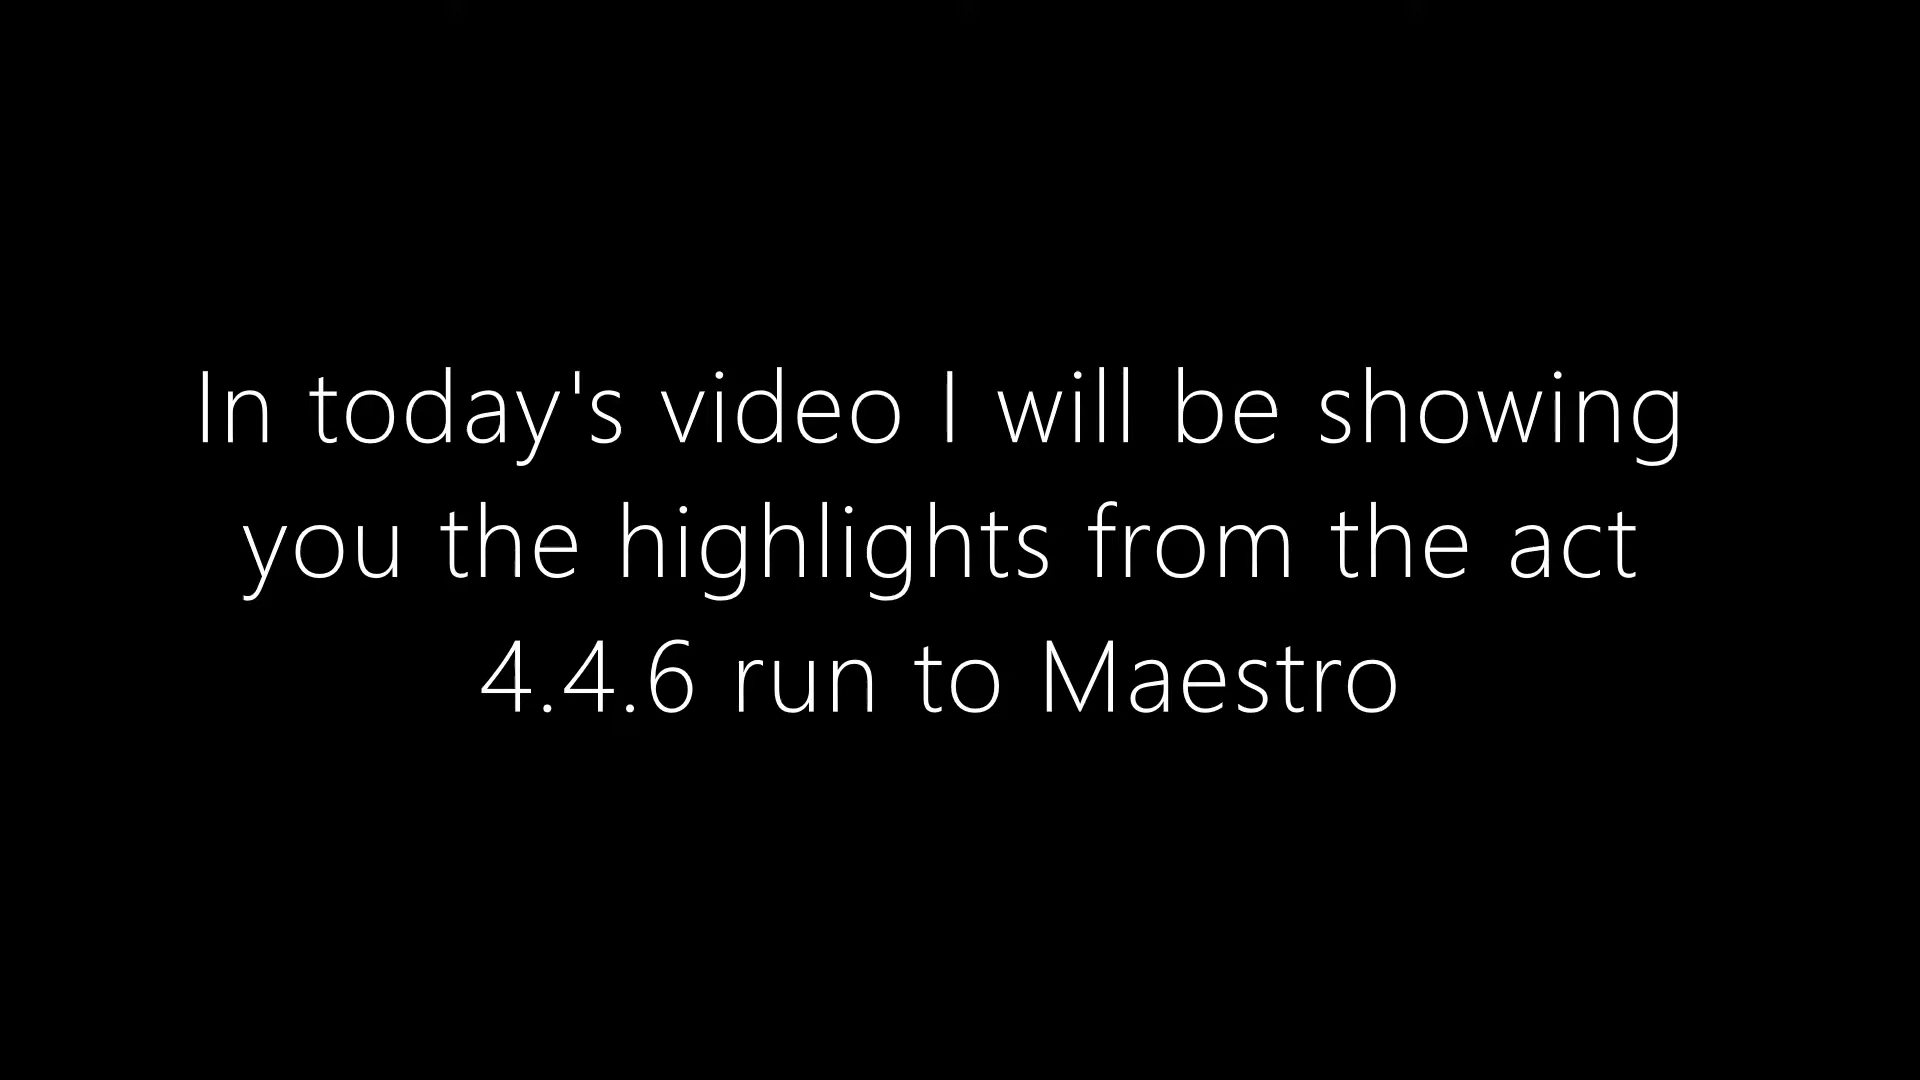 In today's video I will be showing
you the highlights from the act
4.4.6 run to Maestro